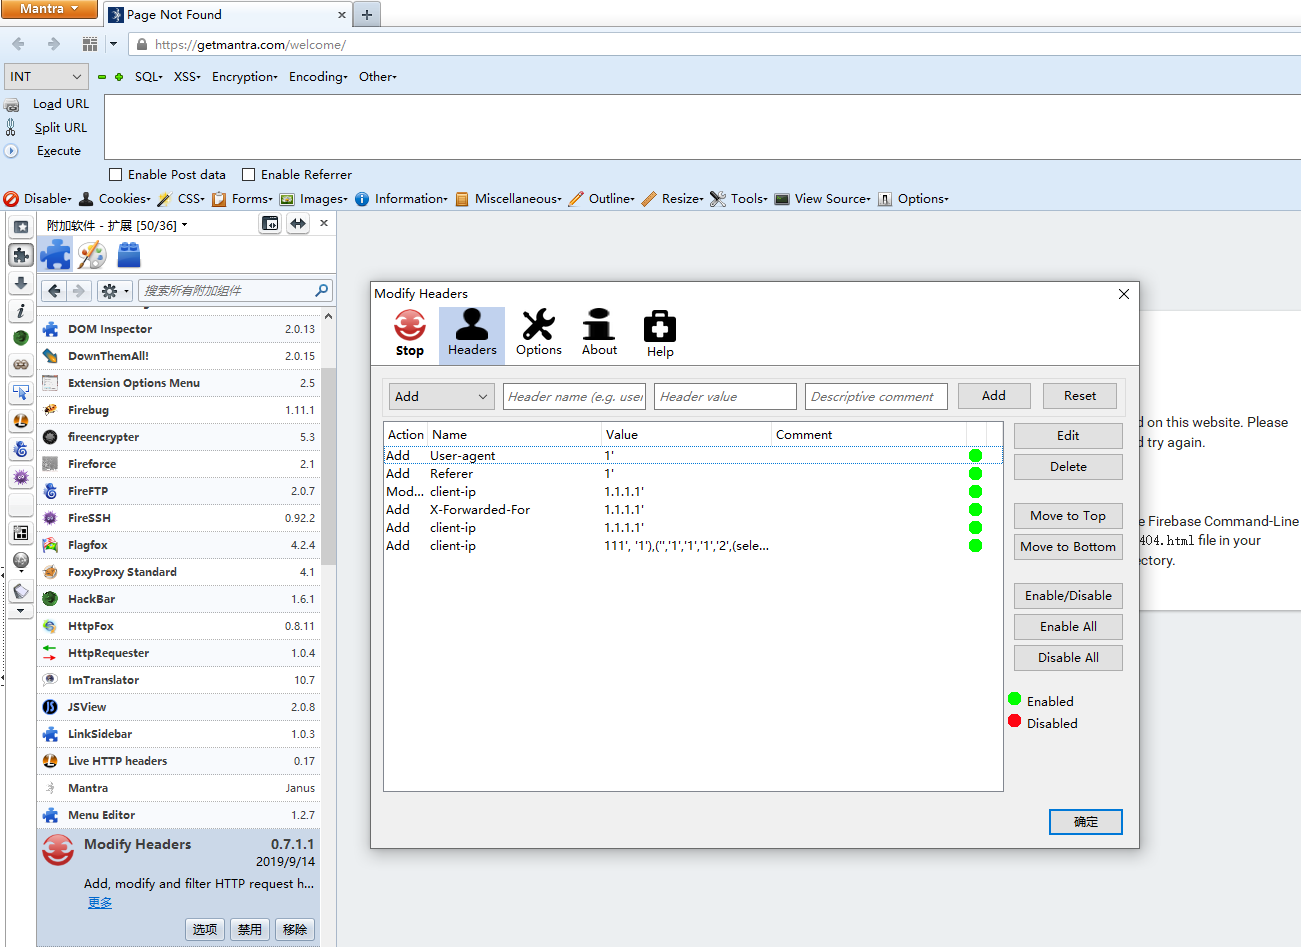 Mantra
Page Not Found
https://getmantra.com/welcome/
INT
SQL XSS Encryption Encoding Other
Load URL
Split URL
Execute
Enable Post data Enable Referrer
Disable Cookies CSS Forms Images Information Miscellaneous Outline Resize Tools View Source Options
附加软件 - 扩展 [50/36]
搜索所有附加组件
DOM Inspector 2.0.13
DownThemAll! 2.0.15
Extension Options Menu 2.5
Firebug 1.11.1
fireencrypter 5.3
Fireforce 2.1
FireFTP 2.0.7
FireSSH 0.92.2
Flagfox 4.2.4
FoxyProxy Standard 4.1
HackBar 1.6.1
HttpFox 0.8.11
HttpRequester 1.0.4
ImTranslator 10.7
JSView 2.0.8
LinkSidebar 1.0.3
Live HTTP headers 0.17
Mantra Janus
Menu Editor 1.2.7
Modify Headers 0.7.1.1
2019/9/14
Add, modify and filter HTTP request h...
更多
选项 禁用 移除
Modify Headers
Stop Headers Options About Help
Add Header name (e.g. user Header value Descriptive comment Add Reset
Action Name Value Comment
Add User-agent 1'
Add Referer 1'
Mod... client-ip 1.1.1.1'
Add X-Forwarded-For 1.1.1.1'
Add client-ip 1.1.1.1'
Add client-ip 111', '1'),('','1','1','1','2',(sele...
Edit
Delete
Move to Top
Move to Bottom
Enable/Disable
Enable All
Disable All
Enabled
Disabled
确定
d on this website. Please
d try again.
e Firebase Command-Line
404.html file in your
ectory.